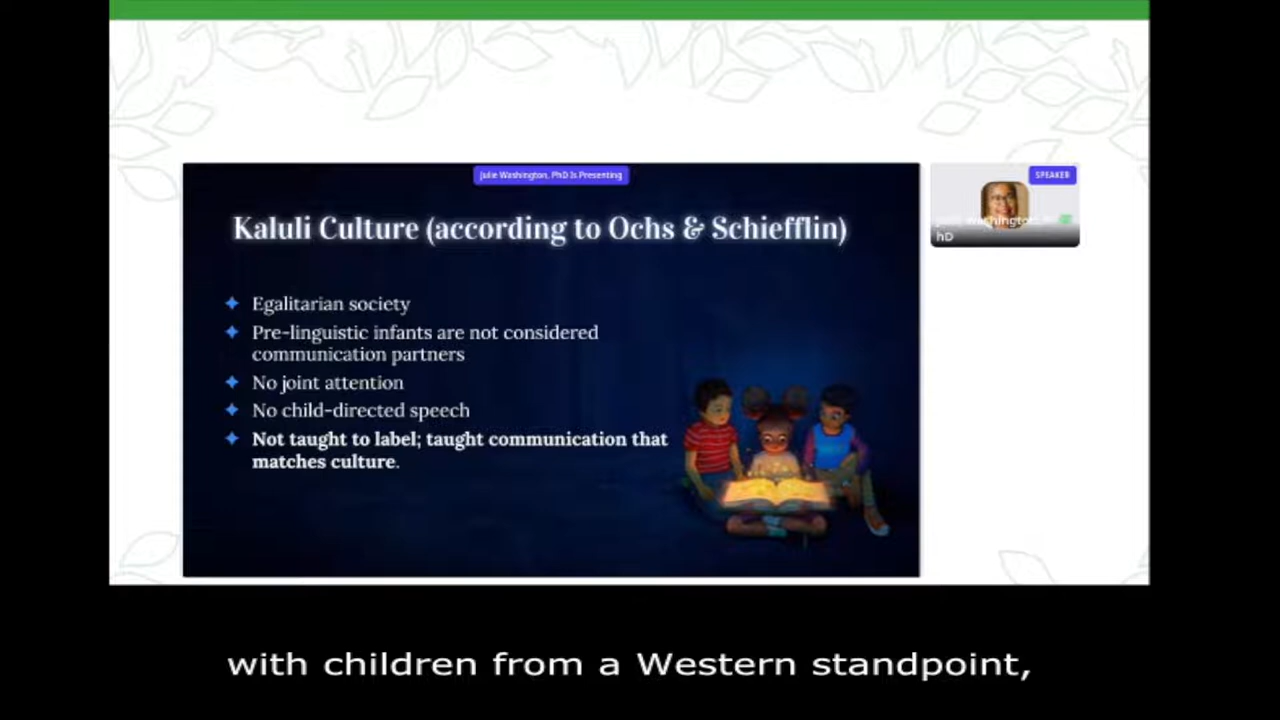 Julie Washington, PhD Is Presenting
SPEAKER
Washington
hD
Kaluli Culture (according to Ochs & Schiefflin)
Egalitarian society
Pre-linguistic infants are not considered
communication partners
No joint attention
No child-directed speech
Not taught to label; taught communication that
matches culture.
with children from a Western standpoint,